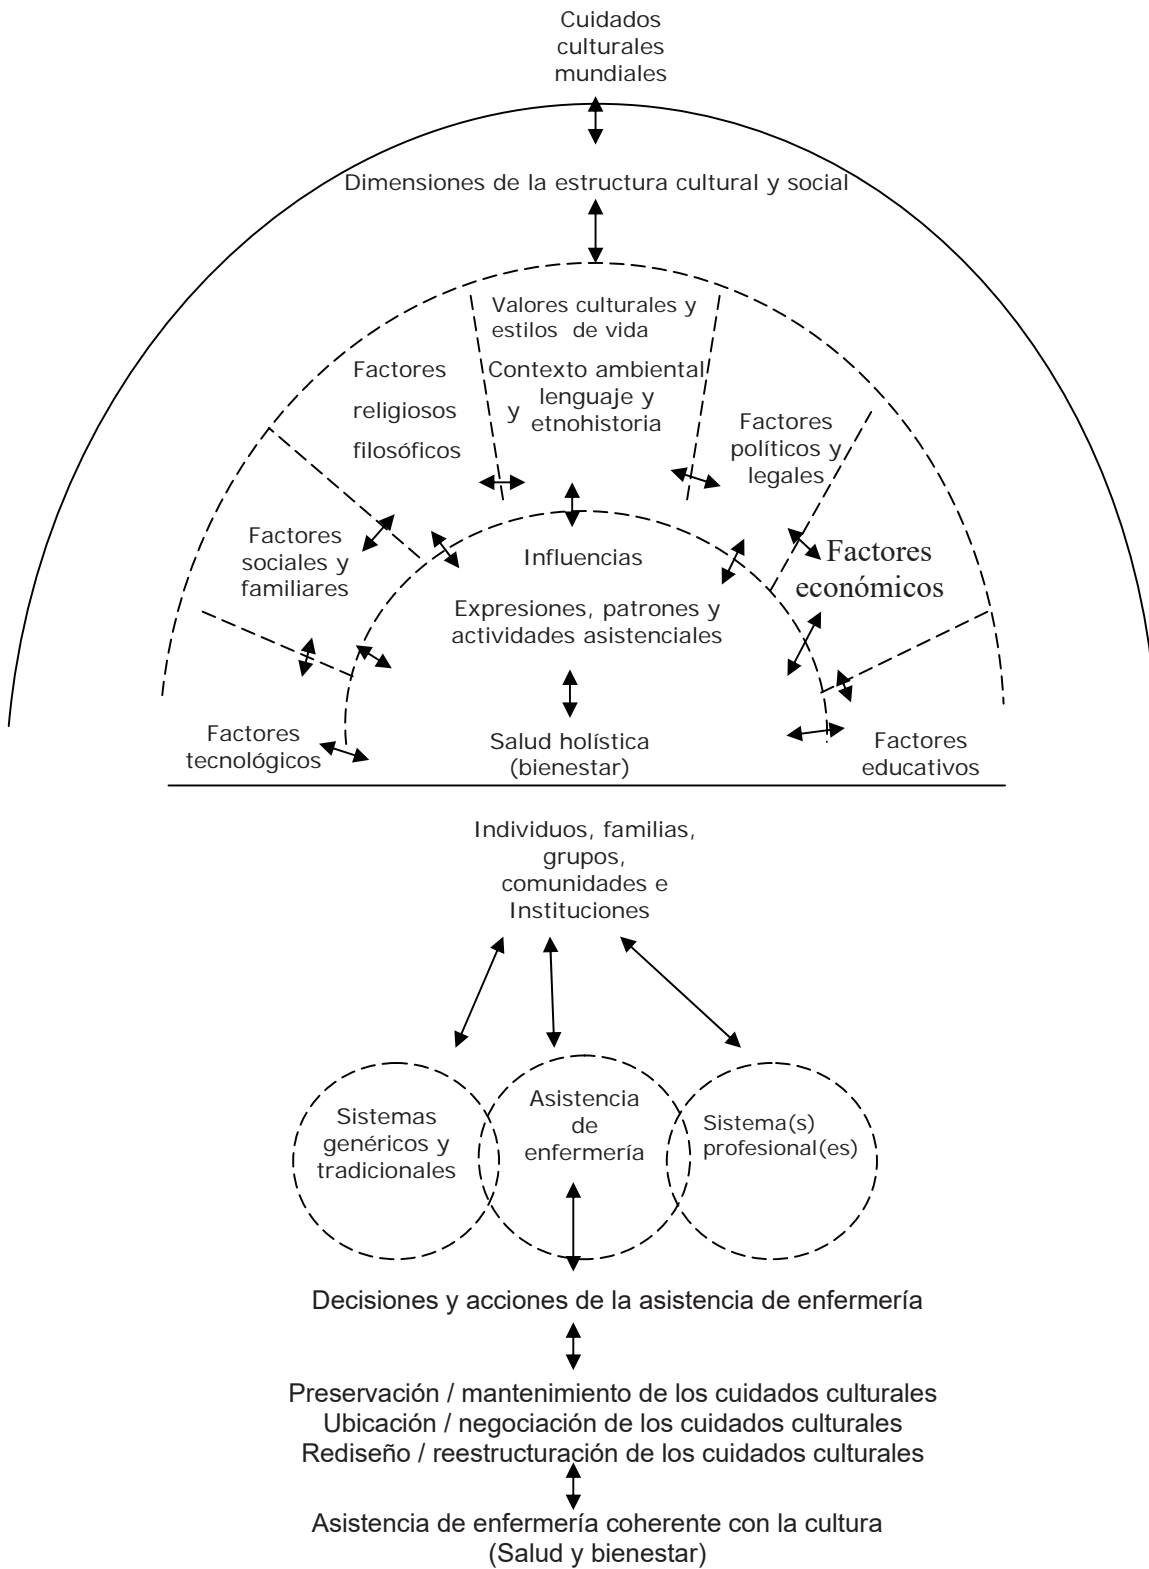 Cuidados
culturales
mundiales
Dimensiones de la estructura cultural y social
Valores culturales y
estilos de vida
Contexto ambiental
lenguaje y
y etnohistoria
Factores
religiosos
filosóficos
Factores
políticos y
legales
Factores
sociales y
familiares
Influencias
Factores
económicos
Expresiones, patrones y
actividades asistenciales
Factores
tecnológicos
Salud holística
(bienestar)
Factores
educativos
Individuos, familias,
grupos,
comunidades e
Instituciones
Sistemas
genéricos y
tradicionales
Asistencia
de
enfermería
Sistema(s)
profesional(es)
Decisiones y acciones de la asistencia de enfermería
Preservación / mantenimiento de los cuidados culturales
Ubicación / negociación de los cuidados culturales
Rediseño / reestructuración de los cuidados culturales
Asistencia de enfermería coherente con la cultura
(Salud y bienestar)